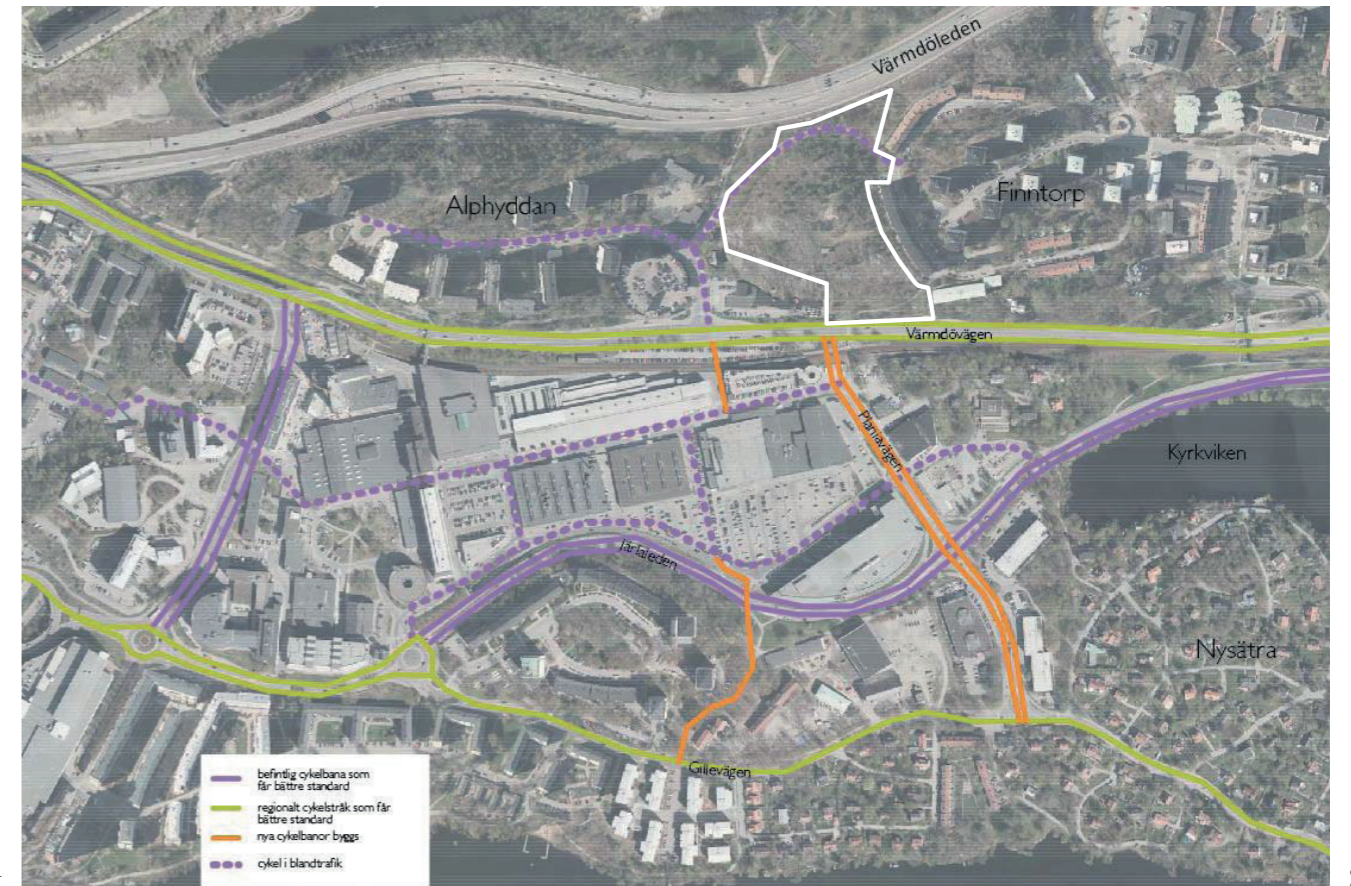 Värmdöleden
Alphyddan
Finntorp
Värmdövägen
Planiavägen
Kyrkviken
Järlaleden
Nysätra
Gillevägen
befintlig cykelbana som
får bättre standard
regionalt cykelstråk som får
bättre standard
nya cykelbanor byggs
cykel i blandtrafik